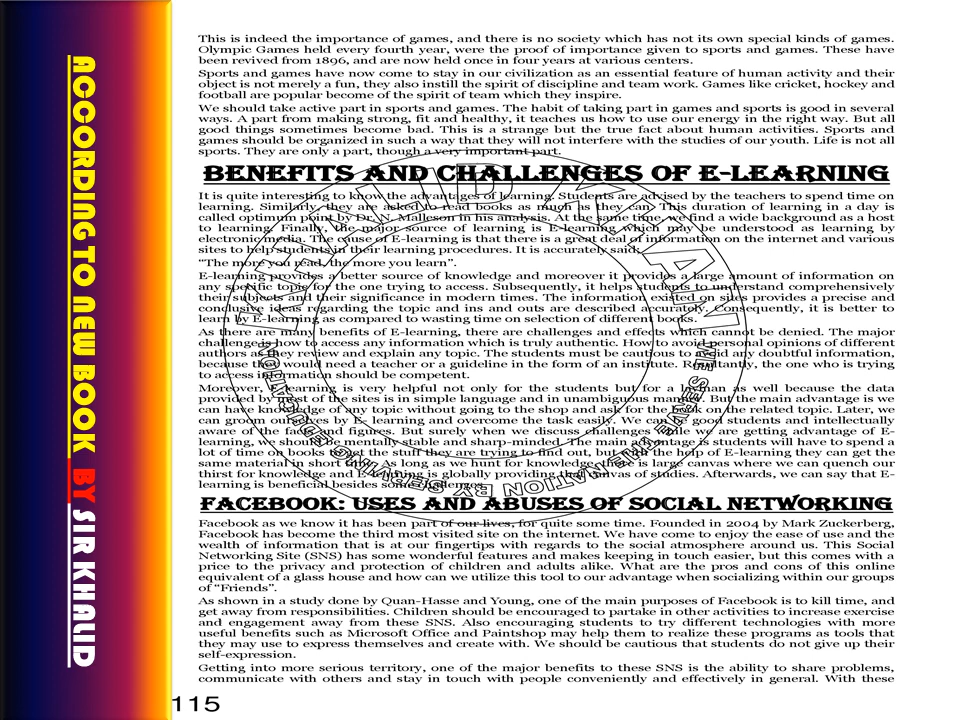 ACCORDING TO NEW BOOK BY SIR KHALID
This is indeed the importance of games, and there is no society which has not its own special kinds of games.
Olympic Games held every fourth year, were the proof of importance given to sports and games. These have
been revived from 1896, and are now held once in four years at various centers.
Sports and games have now come to stay in our civilization as an essential feature of human activity and their
object is not merely a fun, they also instill the spirit of discipline and team work. Games like cricket, hockey and
football are popular become of the spirit of team which they inspire.
We should take active part in sports and games. The habit of taking part in games and sports is good in several
ways. A part from making strong, fit and healthy, it teaches us how to use our energy in the right way. But all
good things sometimes become bad. This is a strange but the true fact about human activities. Sports and
games should be organized in such a way that they will not interfere with the studies of our youth. Life is not all
sports. They are only a part, though a very important part.
BENEFITS AND CHALLENGES OF E-LEARNING
It is quite interesting to know the advantages of learning. Students are advised by the teachers to spend time on
learning. Similarly, they are asked to read books as much as they can. This duration of learning in a day is
called optimum point by Dr. N. Malleson in his analysis. At the same time, we find a wide background as a host
to learning. Finally, the major source of learning is E-learning which may be understood as learning by
electronic media. The cause of E-learning is that there is a great deal of information on the internet and various
sites to help students in their learning procedures. It is accurately said;
“The more you read, the more you learn”.
E-learning provides a better source of knowledge and moreover it provides a large amount of information on
any specific topic for the one trying to access. Subsequently, it helps students to understand comprehensively
their subjects and their significance in modern times. The information existed on sites provides a precise and
conclusive ideas regarding the topic and ins and outs are described accurately. Consequently, it is better to
learn by E-learning as compared to wasting time on selection of different books.
As there are many benefits of E-learning, there are challenges and effects which cannot be denied. The major
challenge is how to access any information which is truly authentic. How to avoid personal opinions of different
authors as they review and explain any topic. The students must be cautious to avoid any doubtful information,
because they would need a teacher or a guideline in the form of an institute. Resultantly, the one who is trying
to access information should be competent.
Moreover, E-learning is very helpful not only for the students but for a layman as well because the data
provided by most of the sites is in simple language and in unambiguous manner. But the main advantage is we
can have knowledge of any topic without going to the shop and ask for the book on the related topic. Later, we
can groom ourselves by E- learning and overcome the task easily. We can be good students and intellectually
aware of the facts and figures. But surely when we discuss challenges while we are getting advantage of E-
learning, we should be mentally stable and sharp-minded. The main advantage is students will have to spend a
lot of time on books to get the stuff they are trying to find out, but with the help of E-learning they can get the
same material in short time. As long as we hunt for knowledge, there is large canvas where we can quench our
thirst for knowledge and E-learning is globally providing that canvas of studies. Afterwards, we can say that E-
learning is beneficial besides some challenges.
FACEBOOK: USES AND ABUSES OF SOCIAL NETWORKING
Facebook as we know it has been part of our lives, for quite some time. Founded in 2004 by Mark Zuckerberg,
Facebook has become the third most visited site on the internet. We have come to enjoy the ease of use and the
wealth of information that is at our fingertips with regards to the social atmosphere around us. This Social
Networking Site (SNS) has some wonderful features and makes keeping in touch easier, but this comes with a
price to the privacy and protection of children and adults alike. What are the pros and cons of this online
equivalent of a glass house and how can we utilize this tool to our advantage when socializing within our groups
of “Friends”.
As shown in a study done by Quan-Hasse and Young, one of the main purposes of Facebook is to kill time, and
get away from responsibilities. Children should be encouraged to partake in other activities to increase exercise
and engagement away from these SNS. Also encouraging students to try different technologies with more
useful benefits such as Microsoft Office and Paintshop may help them to realize these programs as tools that
they may use to express themselves and create with. We should be cautious that students do not give up their
self-expression.
Getting into more serious territory, one of the major benefits to these SNS is the ability to share problems,
communicate with others and stay in touch with people conveniently and effectively in general. With these
115